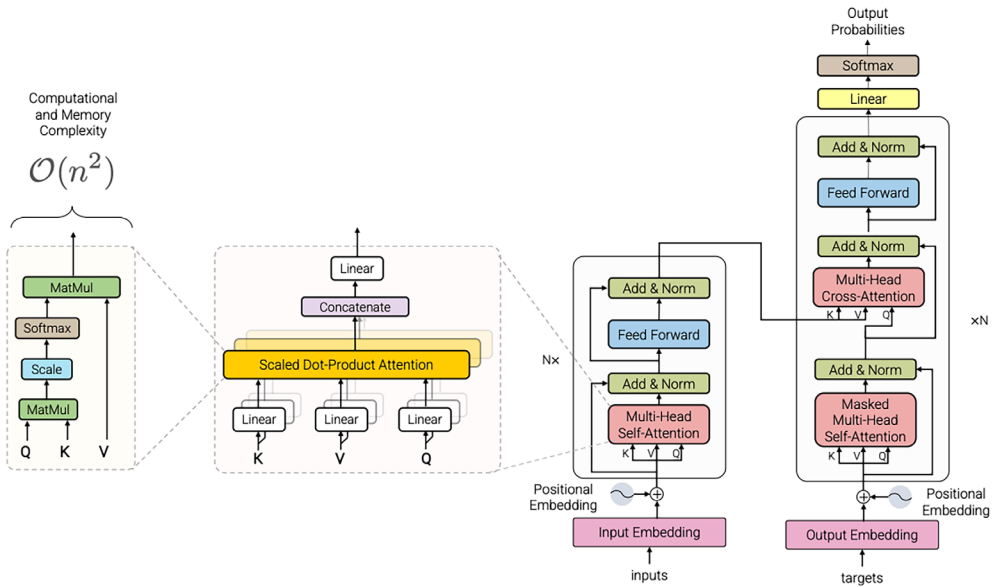 Computational
and Memory
Complexity
O(n²)
MatMul
Softmax
Scale
MatMul
Q K V
Linear
Concatenate
Scaled Dot-Product Attention
Linear Linear Linear
K V Q
Add & Norm
Feed Forward
N×
Add & Norm
Multi-Head
Self-Attention
K V Q
Positional
Embedding
Input Embedding
inputs
Output
Probabilities
Softmax
Linear
Add & Norm
Feed Forward
Add & Norm
Multi-Head
Cross-Attention
K V Q
×N
Add & Norm
Masked
Multi-Head
Self-Attention
K V Q
Positional
Embedding
Output Embedding
targets